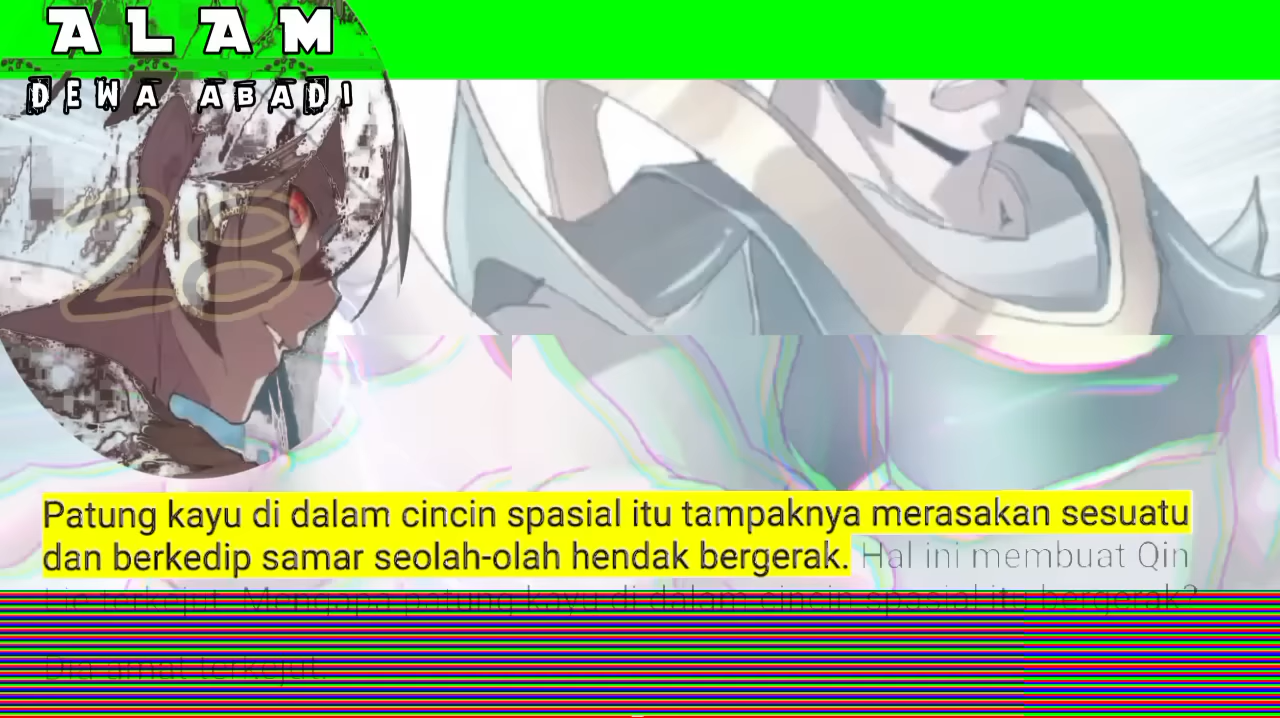 ALAM
DEWA ABADI
28
Patung kayu di dalam cincin spasial itu tampaknya merasakan sesuatu
dan berkedip samar seolah-olah hendak bergerak. Hal ini membuat Qin
Lie terkejut. Mengapa patung kayu di dalam cincin spasial itu bergerak?
Dia amat terkejut.